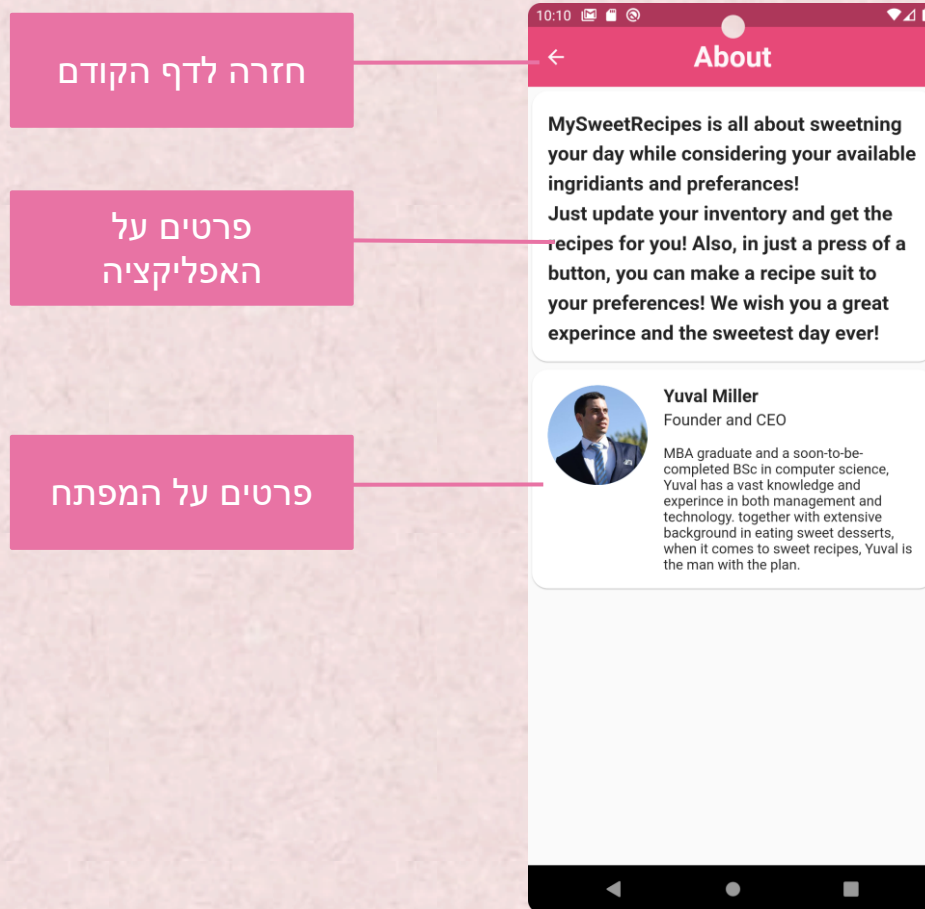 חזרה לדף הקודם
פרטים על
האפליקציה
פרטים על המפתח
10:10
About
MySweetRecipes is all about sweetning
your day while considering your available
ingridiants and preferances!
Just update your inventory and get the
recipes for you! Also, in just a press of a
button, you can make a recipe suit to
your preferences! We wish you a great
experince and the sweetest day ever!
Yuval Miller
Founder and CEO
MBA graduate and a soon-to-be-
completed BSc in computer science,
Yuval has a vast knowledge and
experince in both management and
technology. together with extensive
background in eating sweet desserts,
when it comes to sweet recipes, Yuval is
the man with the plan.